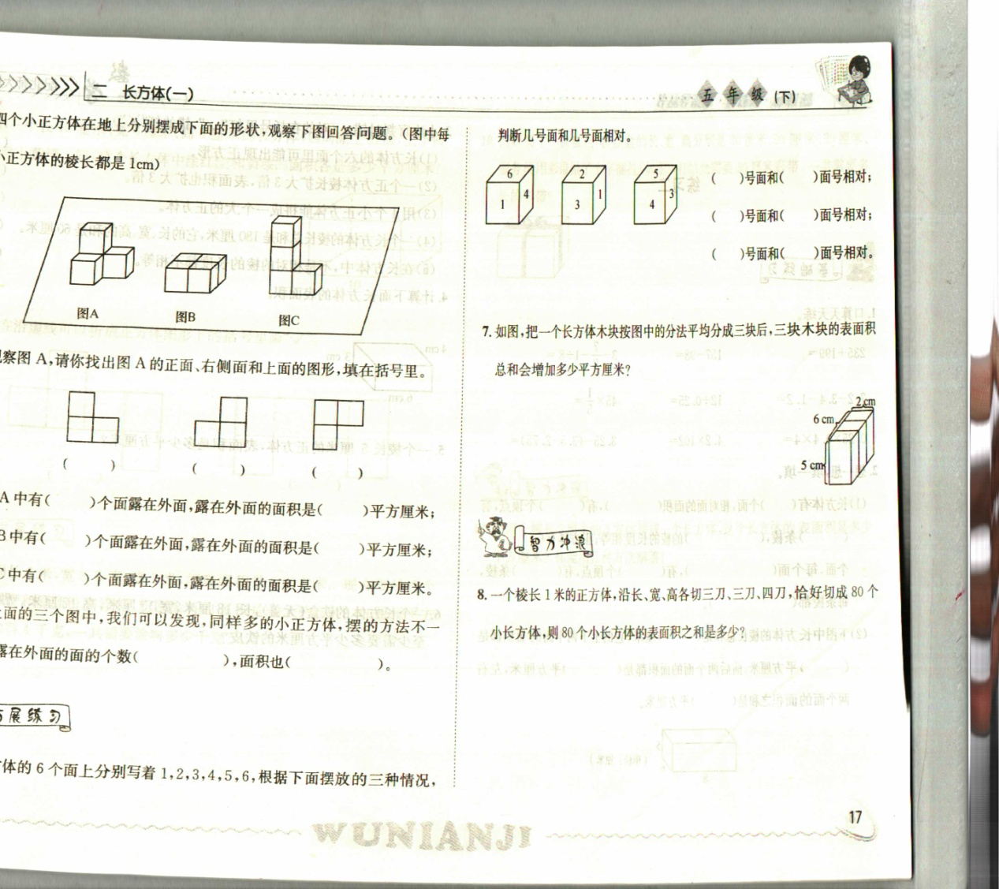 二 长方体(一)
五年级(下)
四个小正方体在地上分别摆成下面的形状,观察下图回答问题。(图中每
小正方体的棱长都是1cm)
图A
图B
图C
察图A,请你找出图A的正面、右侧面和上面的图形,填在括号里。
( )
( )
( )
A中有( )个面露在外面,露在外面的面积是( )平方厘米;
B中有( )个面露在外面,露在外面的面积是( )平方厘米;
C中有( )个面露在外面,露在外面的面积是( )平方厘米。
面的三个图中,我们可以发现,同样多的小正方体,摆的方法不一
露在外面的面的个数( ),面积也( )。
展练习
体的6个面上分别写着1,2,3,4,5,6,根据下面摆放的三种情况,
判断几号面和几号面相对。
6
4
1
2
1
3
5
3
4
( )号面和( )面号相对;
( )号面和( )面号相对;
( )号面和( )面号相对。
7.如图,把一个长方体木块按图中的分法平均分成三块后,三块木块的表面积
总和会增加多少平方厘米?
2cm
6cm
5cm
智力冲浪
8.一个棱长1米的正方体,沿长、宽、高各切三刀、三刀、四刀,恰好切成80个
小长方体,则80个小长方体的表面积之和是多少?
WUNIANJI
17